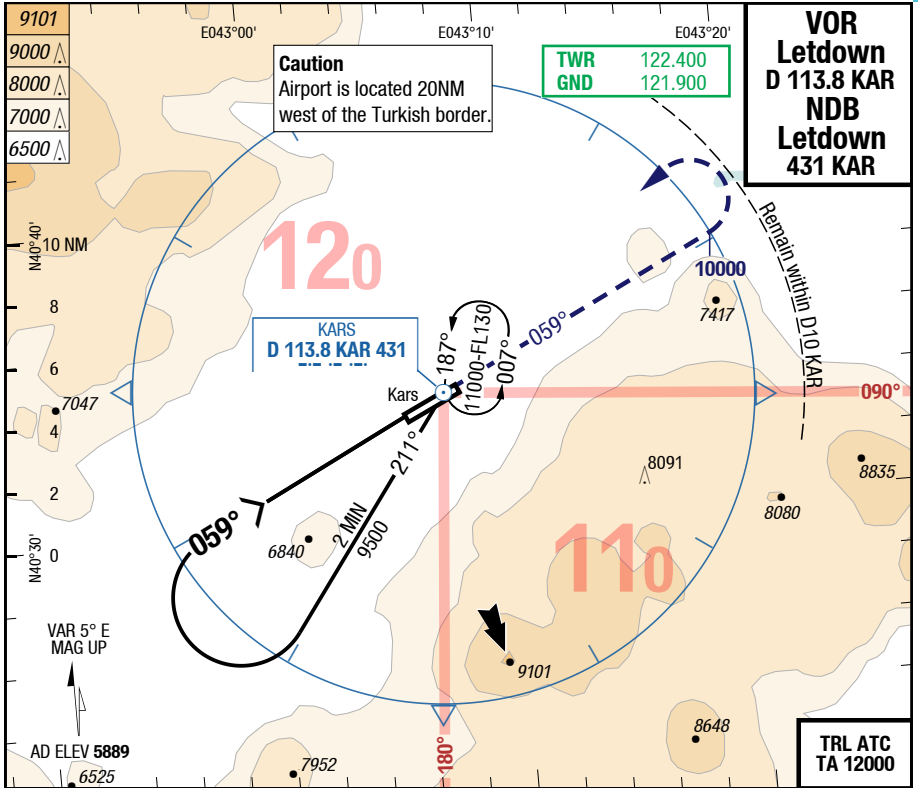 9101
9000
8000
7000
6500
E043°00'
E043°10'
E043°20'
Caution
Airport is located 20NM
west of the Turkish border.
TWR 122.400
GND 121.900
VOR
Letdown
D 113.8 KAR
NDB
Letdown
431 KAR
N40°40'
10 NM
8
6
4
2
0
N40°30'
120
110
KARS
D 113.8 KAR 431
Kars
187°
11000-FL130
007°
059°
10000
7417
Remain within D10 KAR
090°
7047
8091
8835
8080
211°
2 MIN
9500
059°
6840
9101
8648
180°
7952
6525
VAR 5° E
MAG UP
AD ELEV 5889
TRL ATC
TA 12000